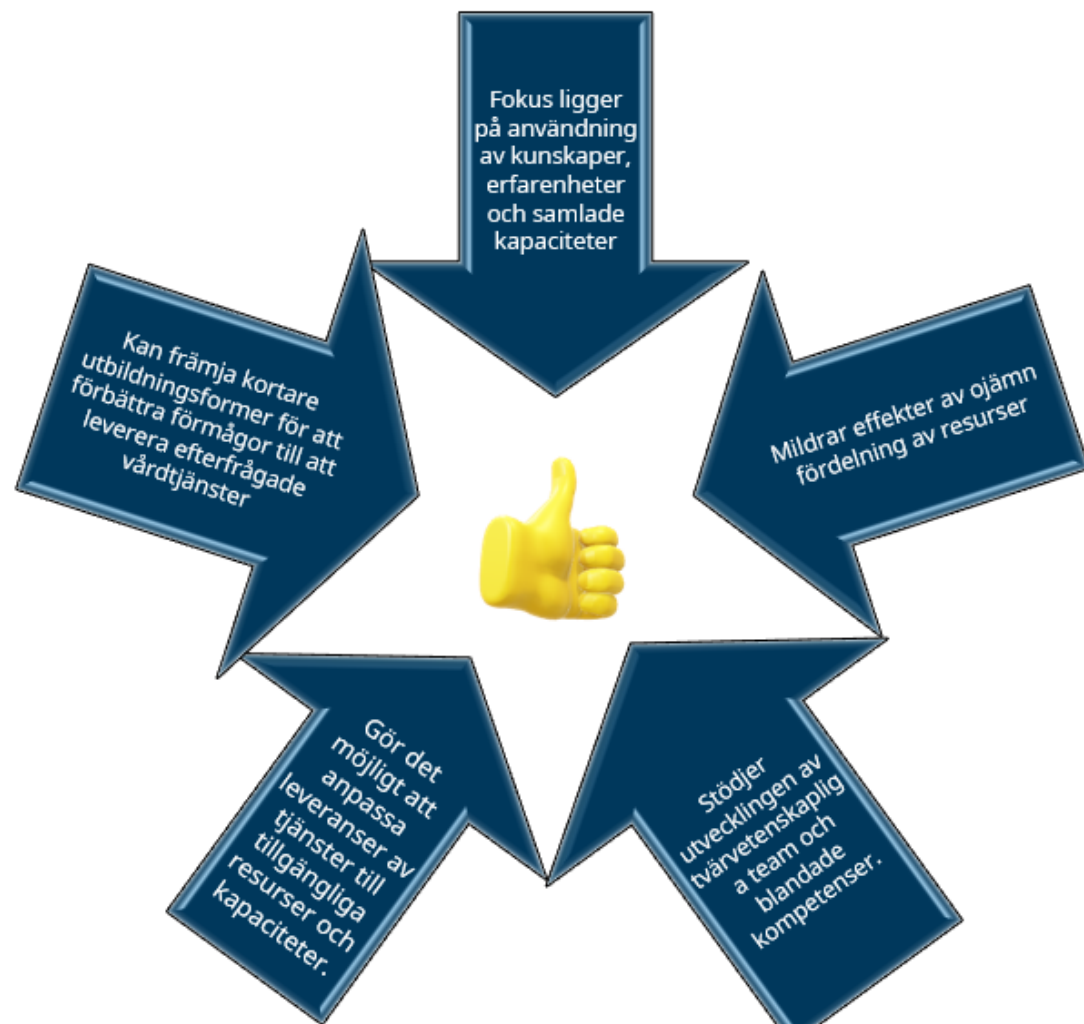 Fokus ligger
på användning
av kunskaper,
erfarenheter
och samlade
kapaciteter
Kan främja kortare
utbildningsformer för att
förbättra förmågor till att
leverera efterfrågade
vårdtjänster
Mildrar effekter av ojämn
fördelning av resurser
Gör det
möjligt att
anpassa
leveranser av
tjänster till
tillgängliga
resurser och
kapaciteter.
Stödjer
utvecklingen av
tvärvetenskaplig
a team och
blandade
kompetenser.